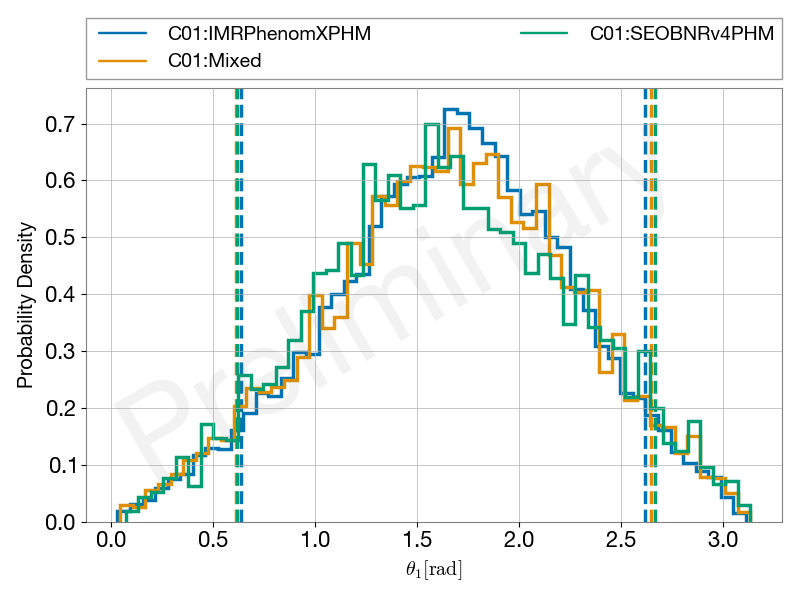 C01:IMRPhenomXPHM
C01:SEOBNRv4PHM
C01:Mixed
Preliminary
Probability Density
0.7
0.6
0.5
0.4
0.3
0.2
0.1
0.0
0.0 0.5 1.0 1.5 2.0 2.5 3.0
θ₁[rad]